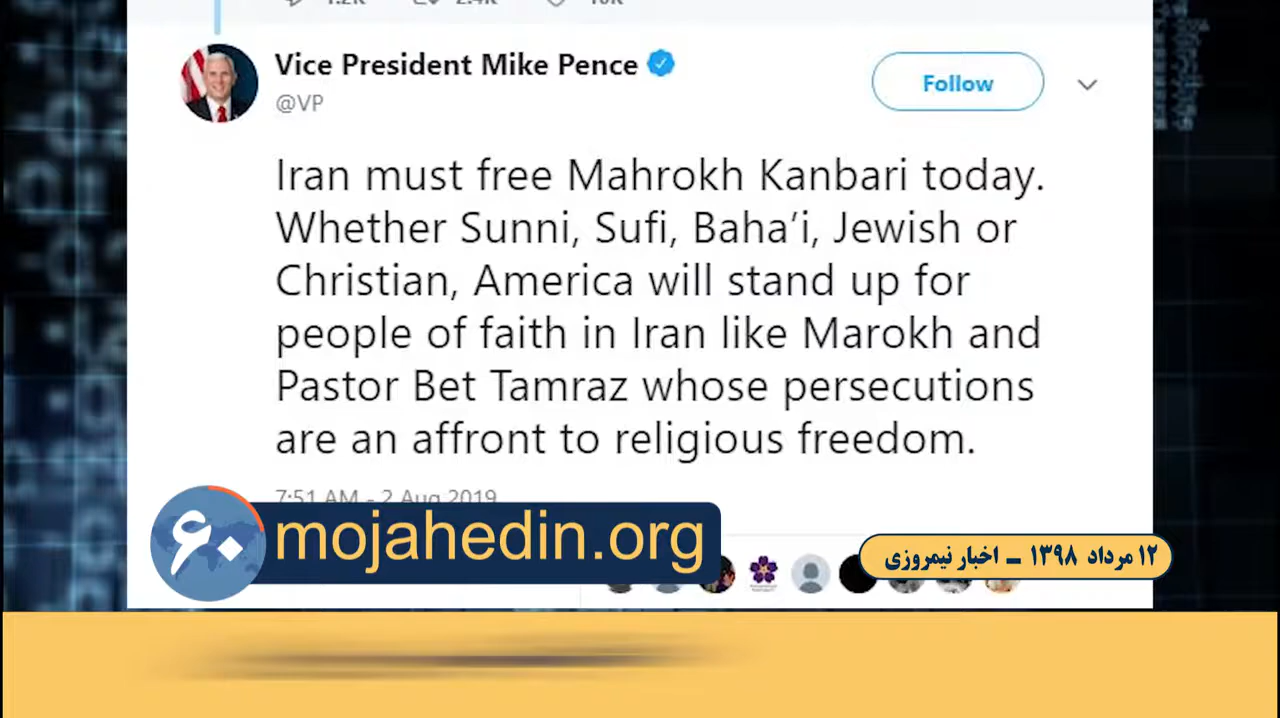 Vice President Mike Pence
@VP
Follow
Iran must free Mahrokh Kanbari today.
Whether Sunni, Sufi, Baha’i, Jewish or
Christian, America will stand up for
people of faith in Iran like Marokh and
Pastor Bet Tamraz whose persecutions
are an affront to religious freedom.
7:51 AM - 2 Aug 2019
۶۰
mojahedin.org
۱۲ مرداد ۱۳۹۸ ــ اخبار نیمروزی